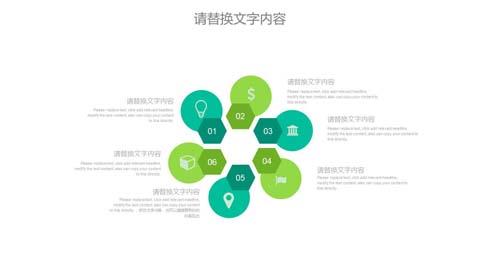 请替换文字内容
请替换文字内容
Please replace text, click add relevant headline,
modify the text content, also can copy your content to
this directly.
请替换文字内容
Please replace text, click add relevant headline,
modify the text content, also can copy your content
to this directly.
请替换文字内容
Please replace text, click add relevant headline,
modify the text content, also can copy your content
to this directly.
请替换文字内容
Please replace text, click add relevant headline,
modify the text content, also can copy your content
to this directly.
请替换文字内容
Please replace text, click add relevant headline,
modify the text content, also can copy your content to
this directly.
请替换文字内容
Please replace text, click add relevant headline,
modify the text content, also can copy your content
to this directly.
$
01
02
03
04
05
06